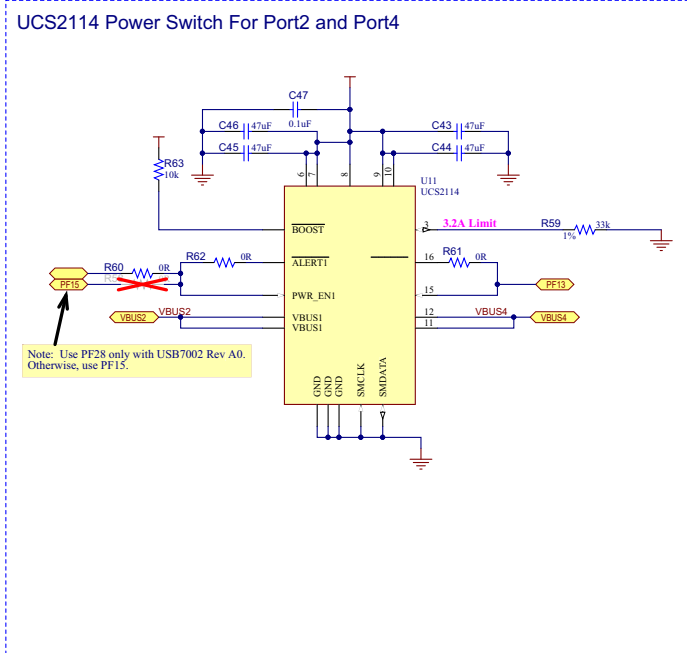 UCS2114 Power Switch For Port2 and Port4
C47
0.1uF
C46 47uF
C45 47uF
C43 47uF
C44 47uF
R63
10k
6
7
8
9
10
U11
UCS2114
BOOST
3
3.2A Limit
R59
33k
1%
R62
0R
ALERT1
16
R61
0R
R60
0R
PF15
PWR_EN1
15
PF13
VBUS2
VBUS2
VBUS1
VBUS1
12
11
VBUS4
VBUS4
Note: Use PF28 only with USB7002 Rev A0.
Otherwise, use PF15.
GND
GND
GND
SMCLK
SMDATA